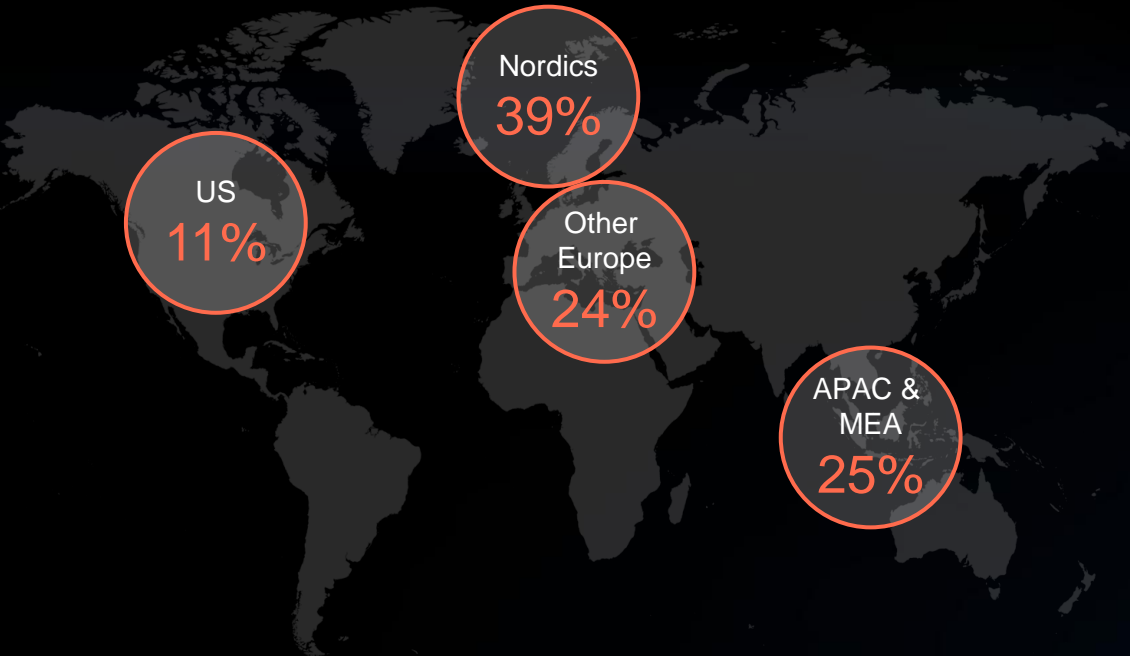 Nordics
39%
US
11%
Other
Europe
24%
APAC &
MEA
25%